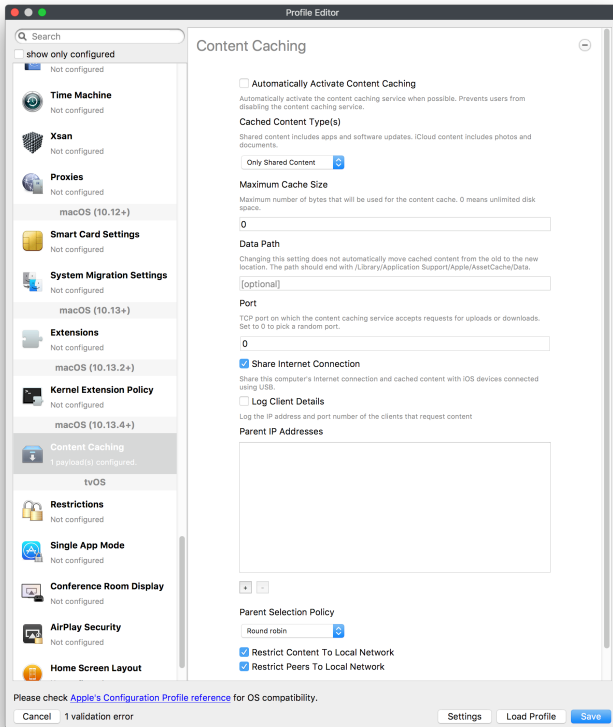 Profile Editor
Search
show only configured
Not configured
Time Machine
Not configured
Xsan
Not configured
Proxies
Not configured
macOS (10.12+)
Smart Card Settings
Not configured
System Migration Settings
Not configured
macOS (10.13+)
Extensions
Not configured
macOS (10.13.2+)
Kernel Extension Policy
Not configured
macOS (10.13.4+)
Content Caching
1 payload(s) configured.
tvOS
Restrictions
Not configured
Single App Mode
Not configured
Conference Room Display
Not configured
AirPlay Security
Not configured
Home Screen Layout
Content Caching
Automatically Activate Content Caching
Automatically activate the content caching service when possible. Prevents users from
disabling the content caching service.
Cached Content Type(s)
Shared content includes apps and software updates. iCloud content includes photos and
documents.
Only Shared Content
Maximum Cache Size
Maximum number of bytes that will be used for the content cache. 0 means unlimited disk
space.
0
Data Path
Changing this setting does not automatically move cached content from the old to the new
location. The path should end with /Library/Application Support/Apple/AssetCache/Data.
[optional]
Port
TCP port on which the content caching service accepts requests for uploads or downloads.
Set to 0 to pick a random port.
0
Share Internet Connection
Share this computer's Internet connection and cached content with iOS devices connected
using USB.
Log Client Details
Log the IP address and port number of the clients that request content
Parent IP Addresses
+ -
Parent Selection Policy
Round robin
Restrict Content To Local Network
Restrict Peers To Local Network
Please check Apple's Configuration Profile reference for OS compatibility.
Cancel 1 validation error Settings Load Profile Save